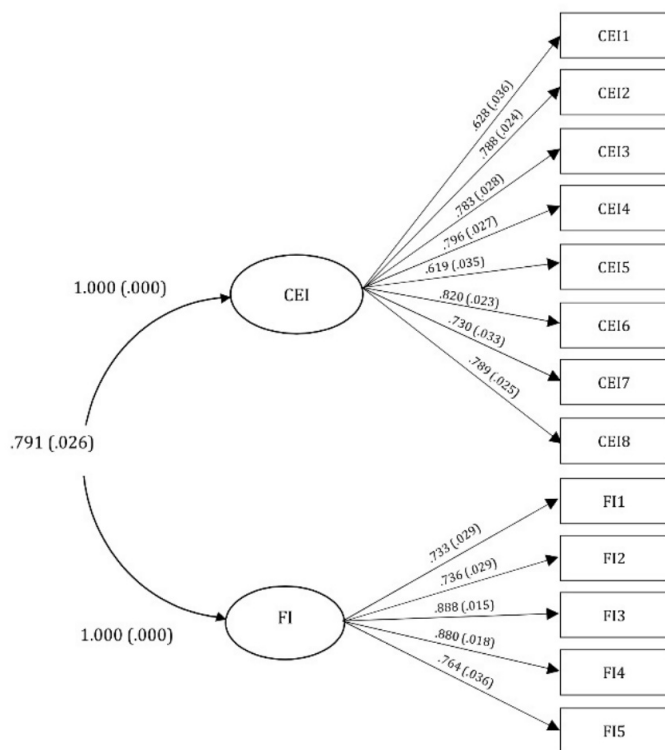 CEI1
CEI2
CEI3
CEI4
CEI5
CEI6
CEI7
CEI8
.628 (.036)
.788 (.024)
.783 (.028)
.796 (.027)
.619 (.035)
.820 (.023)
.730 (.033)
.789 (.025)
CEI
1.000 (.000)
.791 (.026)
1.000 (.000)
FI
.733 (.029)
.736 (.029)
.888 (.015)
.880 (.018)
.764 (.036)
FI1
FI2
FI3
FI4
FI5